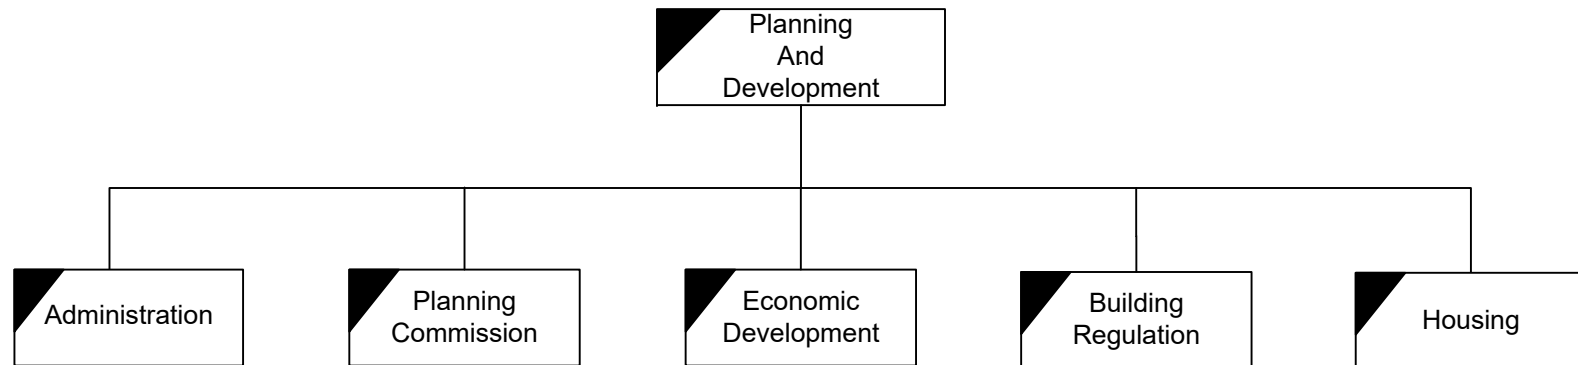 Planning
And
Development
Administration
Planning
Commission
Economic
Development
Building
Regulation
Housing